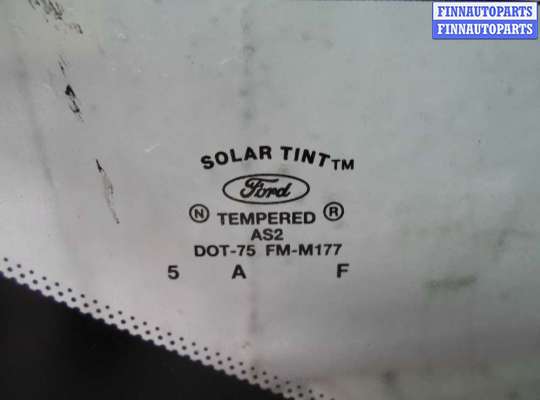 FINNAUTOPARTS
FINNAUTOPARTS
SOLAR TINT™
Ford
N TEMPERED R
AS2
DOT-75 FM-M177
5 A F